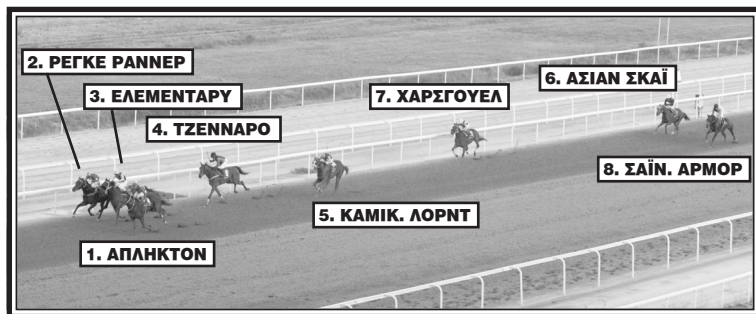 2. ΡΕΓΚΕ ΡΑΝΝΕΡ
3. ΕΛΕΜΕΝΤΑΡΥ
4. ΤΖΕΝΝΑΡΟ
7. ΧΑΡΣΓΟΥΕΛ
6. ΑΣΙΑΝ ΣΚΑΪ
8. ΣΑΪΝ. ΑΡΜΟΡ
5. ΚΑΜΙΚ. ΛΟΡΝΤ
1. ΑΠΛΗΚΤΟΝ